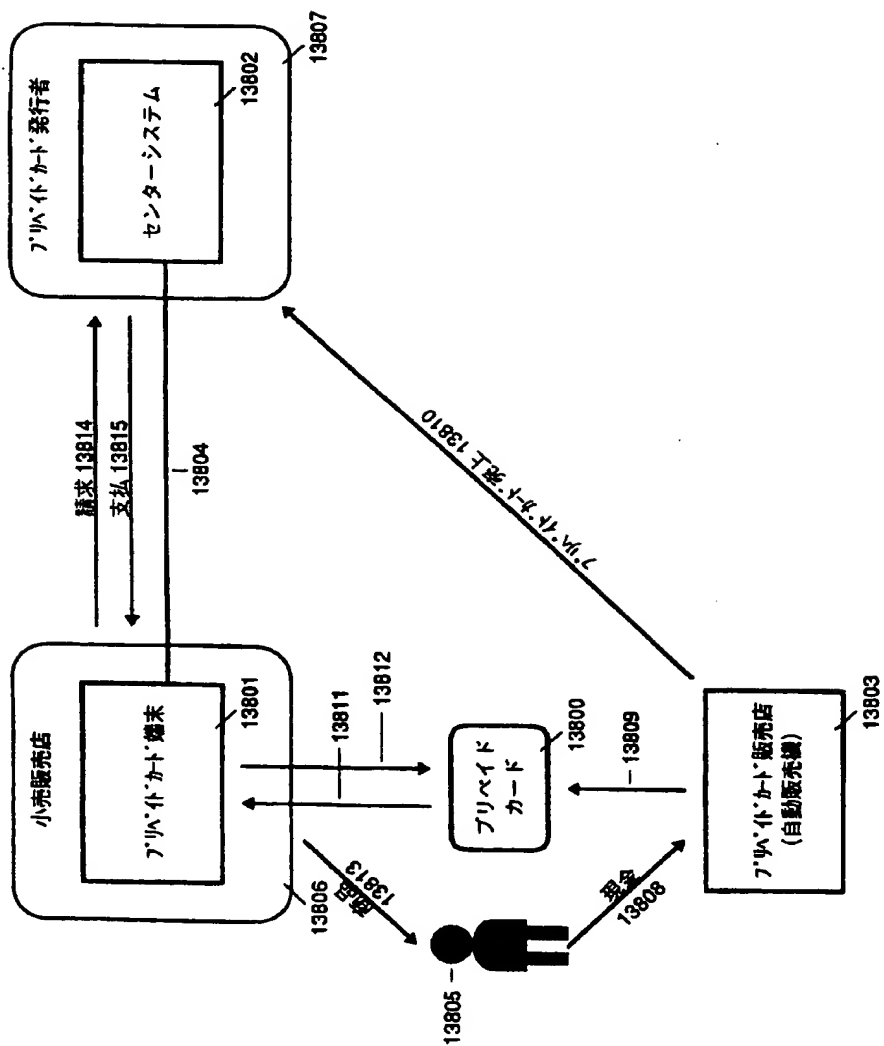 プリペイドカード発行者
13807
センターシステム
13802
請求 13814
支払 13815
13804
小売販売店
プリペイドカード端末
13801
13806
13811
13812
商品
13813
プリペイド
カード
13800
13805
13809
現金
13808
プリペイドカード売上 13810
プリペイドカード販売店
(自動販売機)
13803